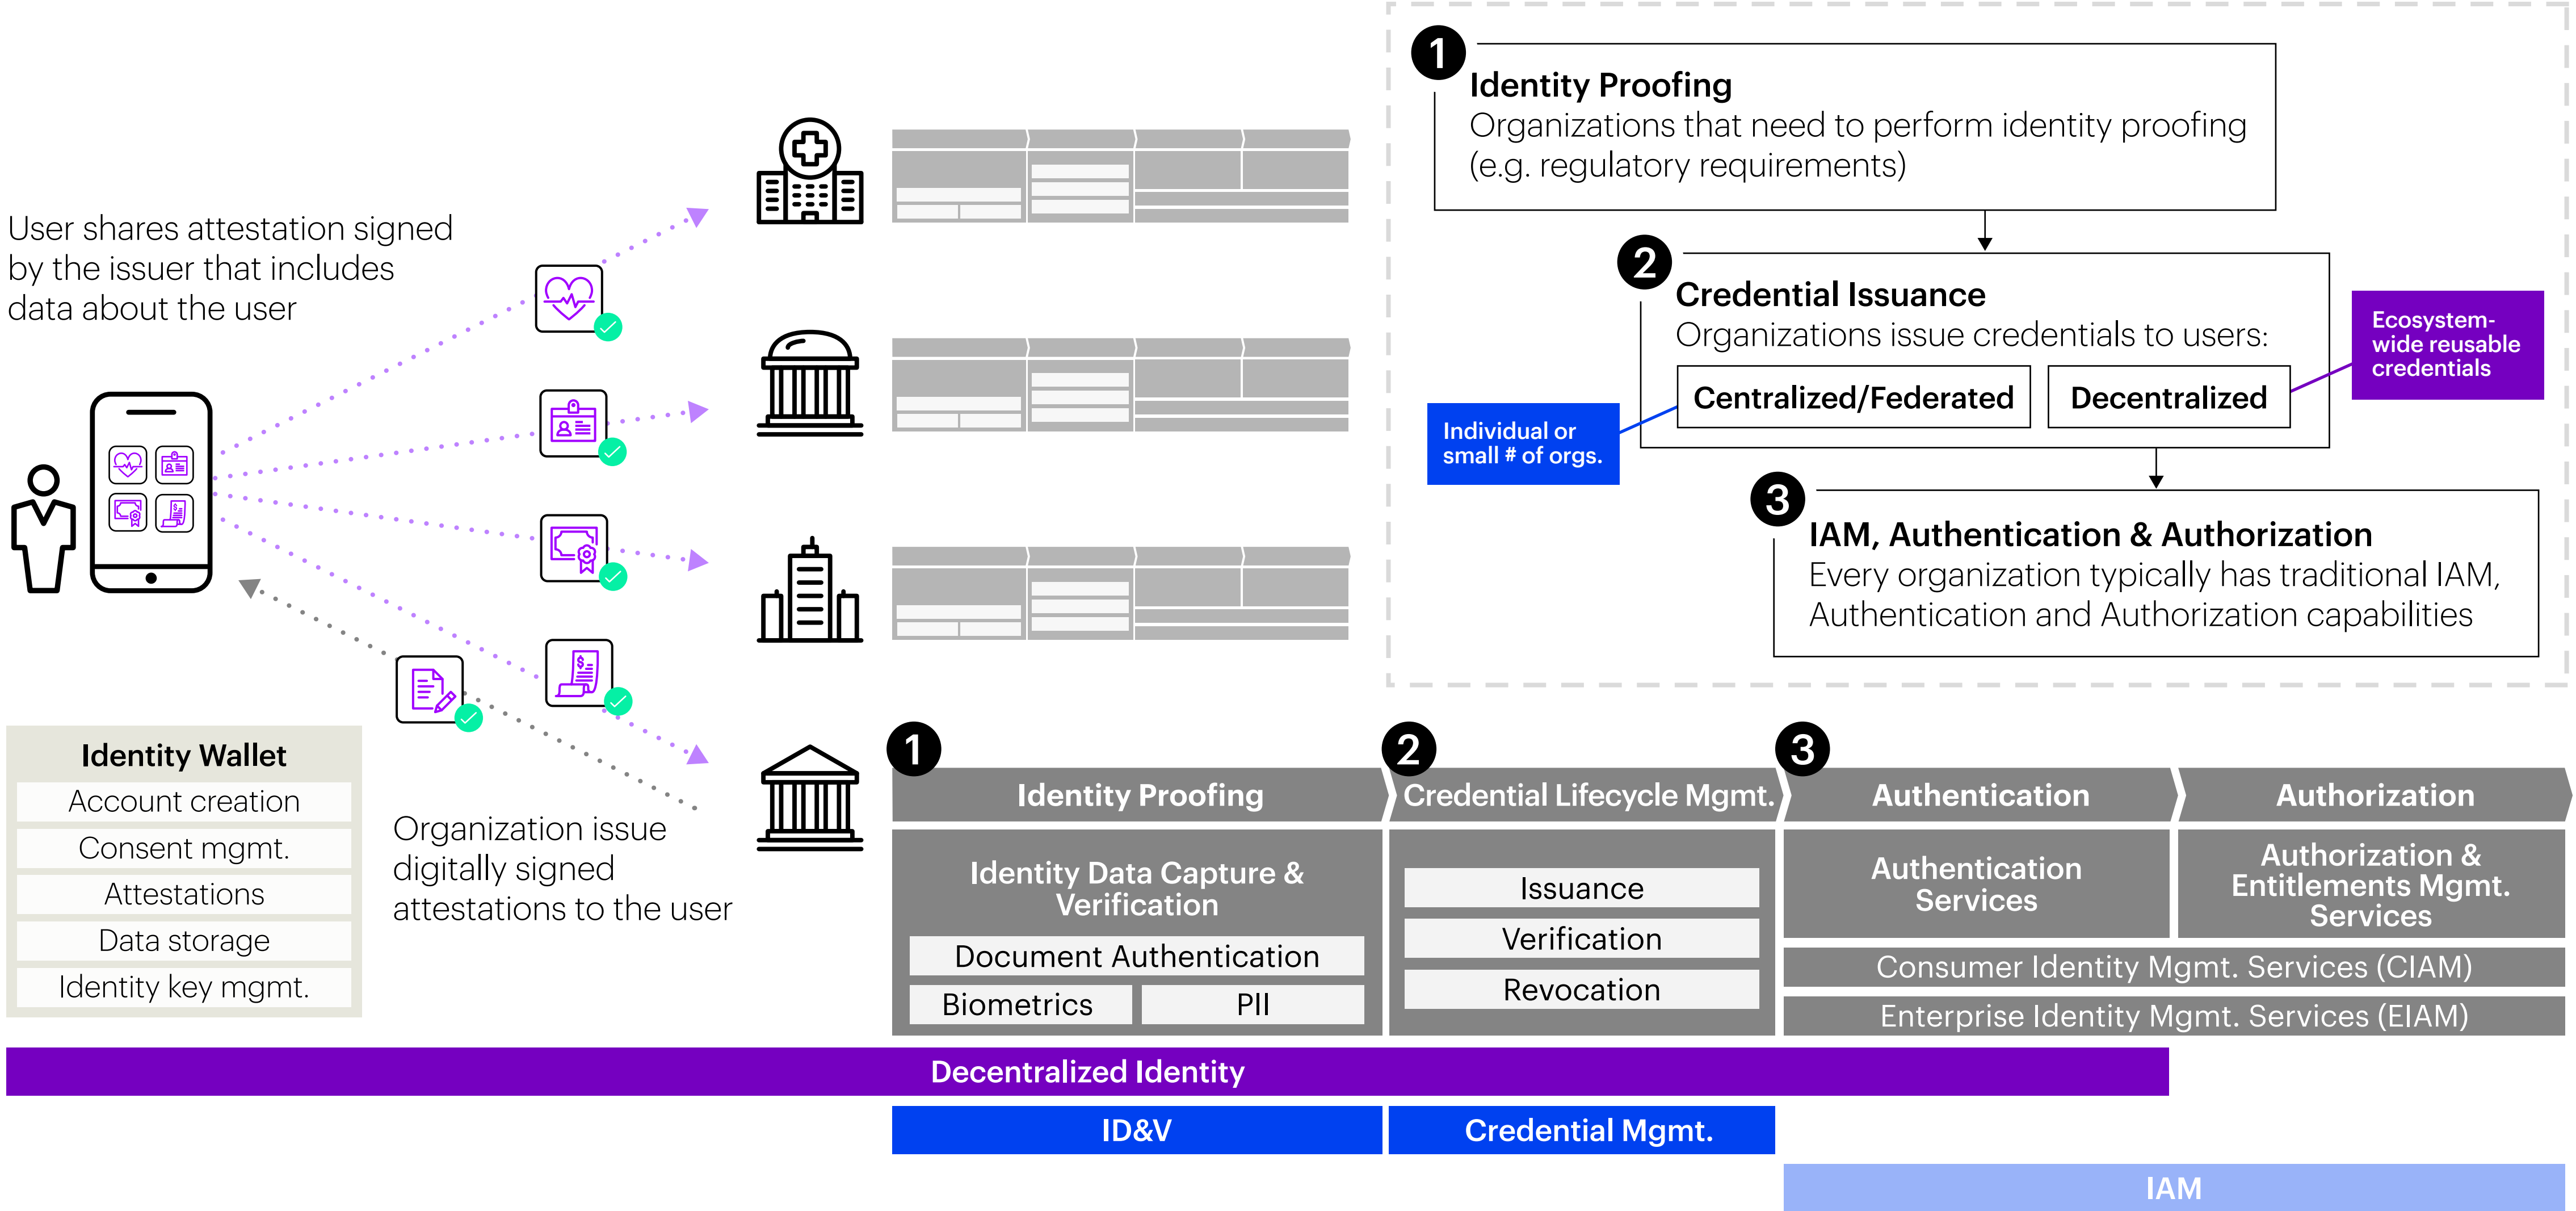 User shares attestation signed
by the issuer that includes
data about the user
Identity Wallet
Account creation
Consent mgmt.
Attestations
Data storage
Identity key mgmt.
Organization issue
digitally signed
attestations to the user
1
Identity Proofing
Organizations that need to perform identity proofing
(e.g. regulatory requirements)
2
Credential Issuance
Organizations issue credentials to users:
Centralized/Federated
Decentralized
Individual or
small # of orgs.
Ecosystem-
wide reusable
credentials
3
IAM, Authentication & Authorization
Every organization typically has traditional IAM,
Authentication and Authorization capabilities
1
Identity Proofing
Identity Data Capture &
Verification
Document Authentication
Biometrics
PII
2
Credential Lifecycle Mgmt.
Issuance
Verification
Revocation
3
Authentication
Authorization
Authentication
Services
Authorization &
Entitlements Mgmt.
Services
Consumer Identity Mgmt. Services (CIAM)
Enterprise Identity Mgmt. Services (EIAM)
Decentralized Identity
ID&V
Credential Mgmt.
IAM